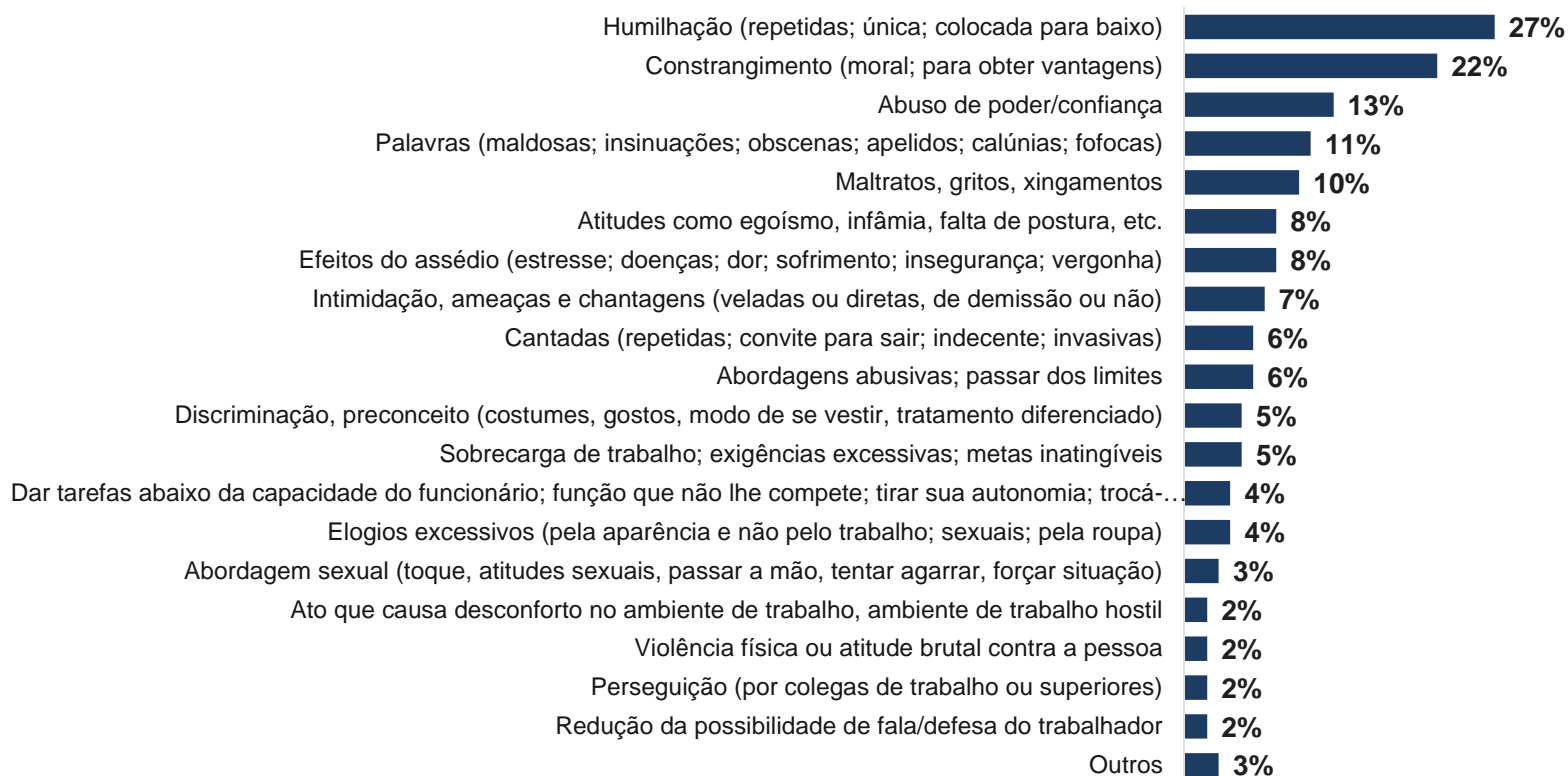 Humilhação (repetidas; única; colocada para baixo) 27%
Constrangimento (moral; para obter vantagens) 22%
Abuso de poder/confiança 13%
Palavras (maldosas; insinuações; obscenas; apelidos; calúnias; fofocas) 11%
Maltratos, gritos, xingamentos 10%
Atitudes como egoísmo, infâmia, falta de postura, etc. 8%
Efeitos do assédio (estresse; doenças; dor; sofrimento; insegurança; vergonha) 8%
Intimidação, ameaças e chantagens (veladas ou diretas, de demissão ou não) 7%
Cantadas (repetidas; convite para sair; indecente; invasivas) 6%
Abordagens abusivas; passar dos limites 6%
Discriminação, preconceito (costumes, gostos, modo de se vestir, tratamento diferenciado) 5%
Sobrecarga de trabalho; exigências excessivas; metas inatingíveis 5%
Dar tarefas abaixo da capacidade do funcionário; função que não lhe compete; tirar sua autonomia; trocá-… 4%
Elogios excessivos (pela aparência e não pelo trabalho; sexuais; pela roupa) 4%
Abordagem sexual (toque, atitudes sexuais, passar a mão, tentar agarrar, forçar situação) 3%
Ato que causa desconforto no ambiente de trabalho, ambiente de trabalho hostil 2%
Violência física ou atitude brutal contra a pessoa 2%
Perseguição (por colegas de trabalho ou superiores) 2%
Redução da possibilidade de fala/defesa do trabalhador 2%
Outros 3%